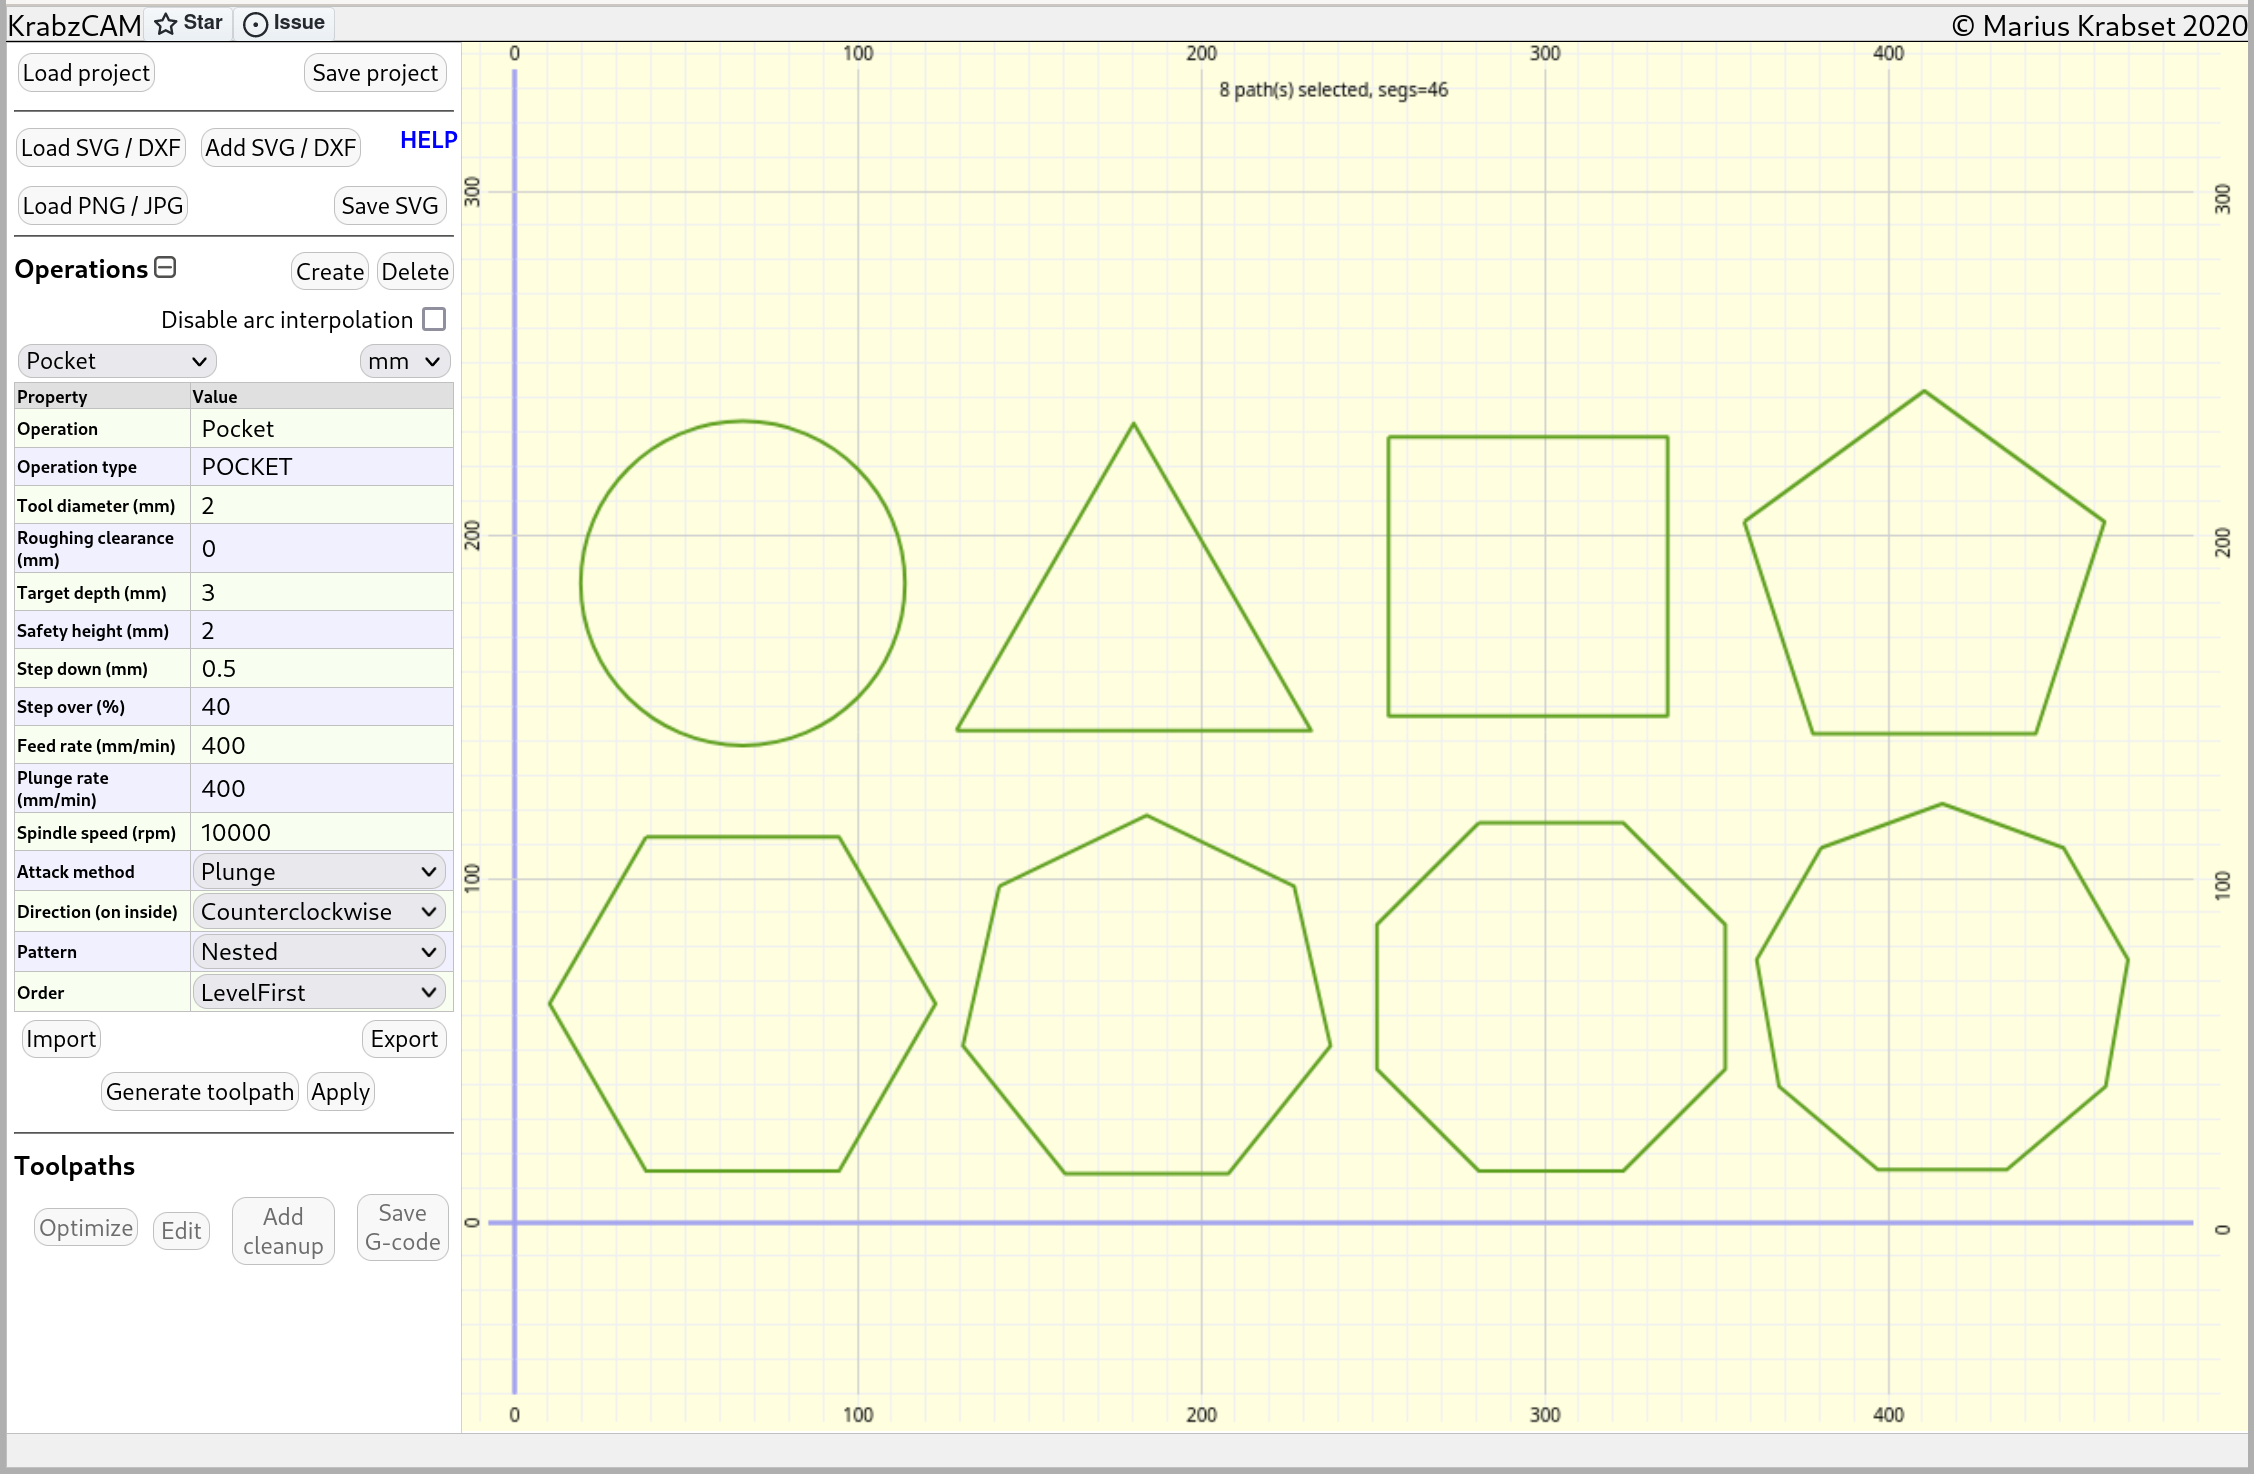 KrabzCAM Star Issue © Marius Krabset 2020
Load project Save project
Load SVG / DXF Add SVG / DXF HELP
Load PNG / JPG Save SVG
Operations Create Delete
Disable arc interpolation
Pocket mm
Property Value
Operation Pocket
Operation type POCKET
Tool diameter (mm) 2
Roughing clearance
(mm) 0
Target depth (mm) 3
Safety height (mm) 2
Step down (mm) 0.5
Step over (%) 40
Feed rate (mm/min) 400
Plunge rate
(mm/min) 400
Spindle speed (rpm) 10000
Attack method Plunge
Direction (on inside) Counterclockwise
Pattern Nested
Order LevelFirst
Import Export
Generate toolpath Apply
Toolpaths
Optimize Edit Add
cleanup Save
G-code
0 100 200 300 400
8 path(s) selected, segs=46
300 300
200 200
100 100
0 0
0 100 200 300 400